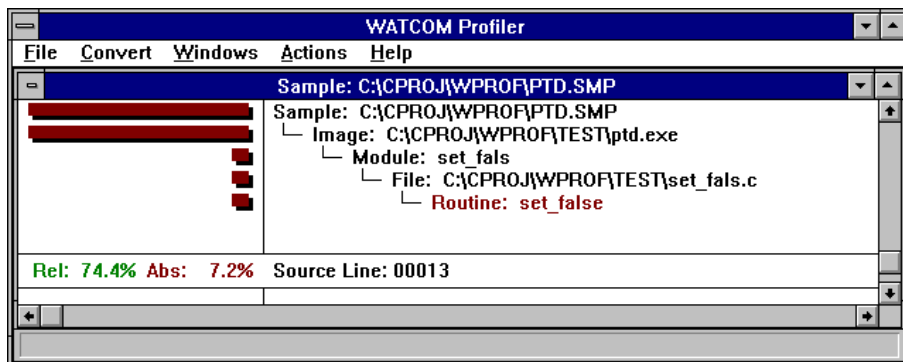 WATCOM Profiler
File Convert Windows Actions Help
Sample: C:\CPROJ\WPROF\PTD.SMP
Sample: C:\CPROJ\WPROF\PTD.SMP
Image: C:\CPROJ\WPROF\TEST\ptd.exe
Module: set_fals
File: C:\CPROJ\WPROF\TEST\set_fals.c
Routine: set_false
Rel: 74.4% Abs: 7.2% Source Line: 00013